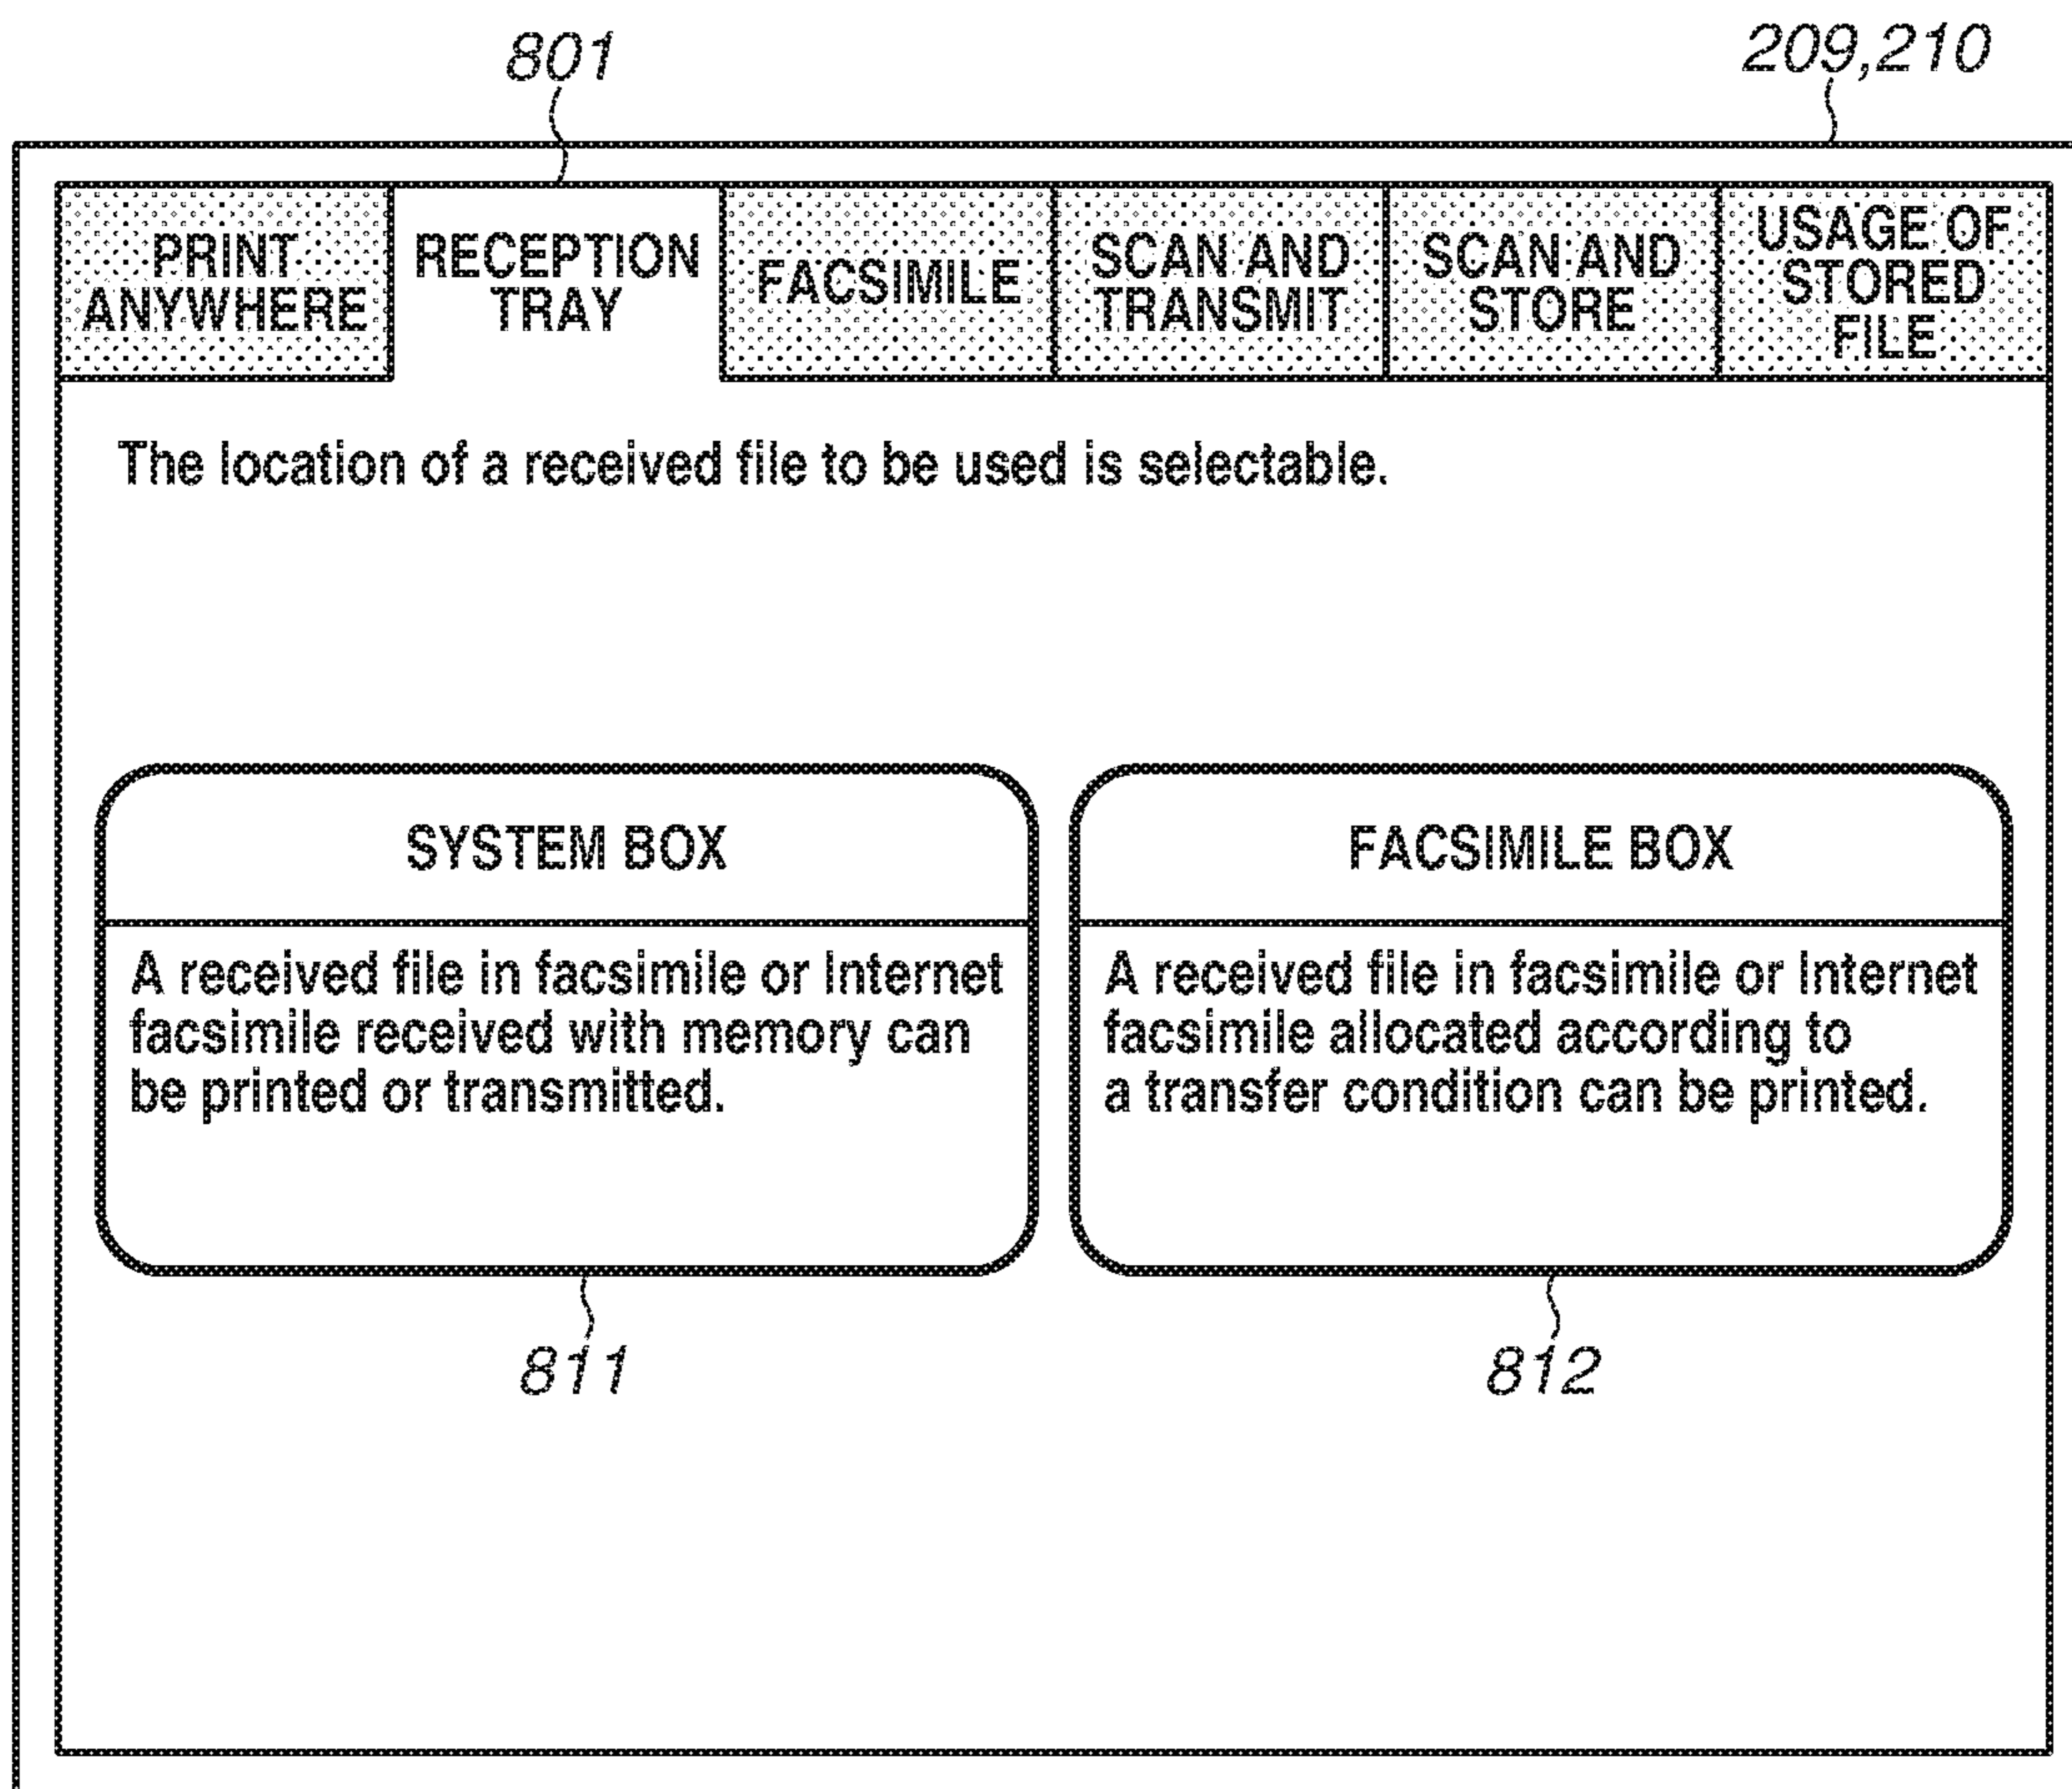 801
209,210
PRINT
ANYWHERE
RECEPTION
TRAY
FACSIMILE
SCAN AND
TRANSMIT
SCAN AND
STORE
USAGE OF
STORED
FILE
The location of a received file to be used is selectable.
SYSTEM BOX
A received file in facsimile or Internet
facsimile received with memory can
be printed or transmitted.
FACSIMILE BOX
A received file in facsimile or Internet
facsimile allocated according to
a transfer condition can be printed.
811
812